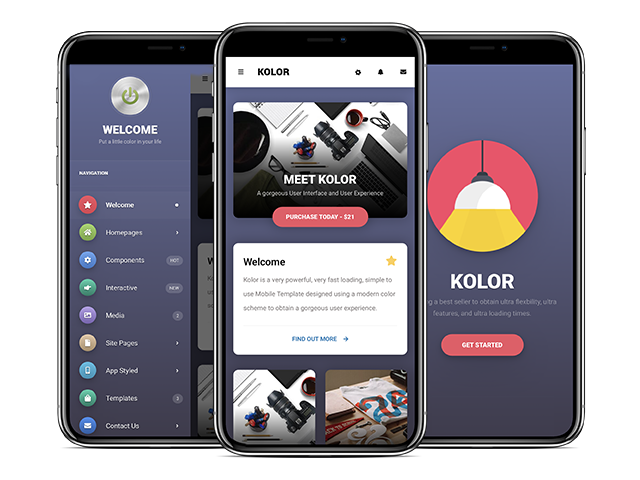 WELCOME
Put a little color in your life
NAVIGATION
Welcome
Homepages
Components HOT
Interactive NEW
Media 3
Site Pages
App Styled
Templates 3
Contact Us
KOLOR
MEET KOLOR
A gorgeous User Interface and User Experience
PURCHASE TODAY - $21
Welcome
Kolor is a very powerful, very fast loading, simple to
use Mobile Template designed using a modern color
scheme to obtain a gorgeous user experience.
FIND OUT MORE
KOLOR
a best seller to obtain ultra flexbility, ultra
features, and ultra loading times.
GET STARTED